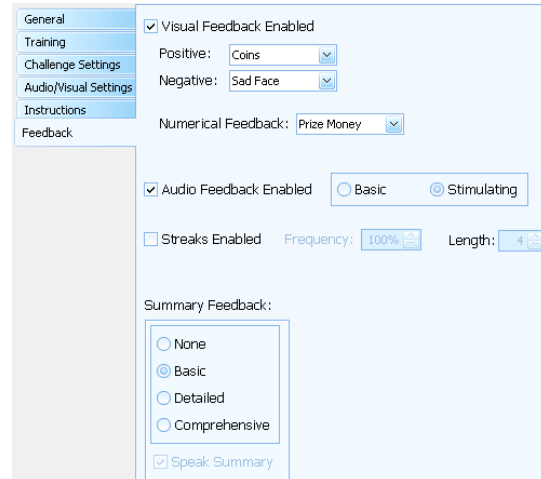 General
Training
Challenge Settings
Audio/Visual Settings
Instructions
Feedback
Visual Feedback Enabled
Positive: Coins
Negative: Sad Face
Numerical Feedback: Prize Money
Audio Feedback Enabled Basic Stimulating
Streaks Enabled Frequency: 100% Length: 4
Summary Feedback:
None
Basic
Detailed
Comprehensive
Speak Summary